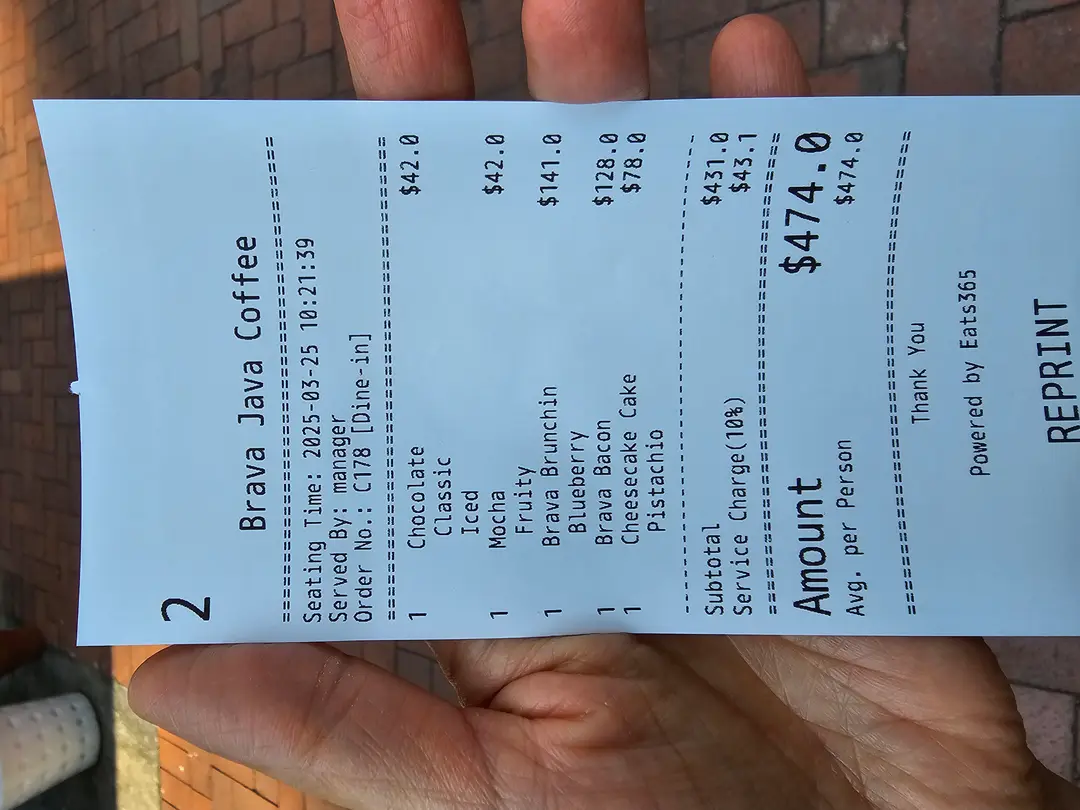 2
Brava Java Coffee
==================================
Seating Time: 2025-03-25 10:21:39
Served By: manager
Order No.: C178 [Dine-in]
==================================
1 Chocolate $42.0
Classic
Iced
1 Mocha $42.0
Fruity
1 Brava Brunchin $141.0
Blueberry
1 Brava Bacon $128.0
1 Cheesecake Cake $78.0
Pistachio
----------------------------------
Subtotal $431.0
Service Charge(10%) $43.1
==================================
Amount $474.0
Avg. per Person $474.0
==================================
Thank You
Powered by Eats365
REPRINT